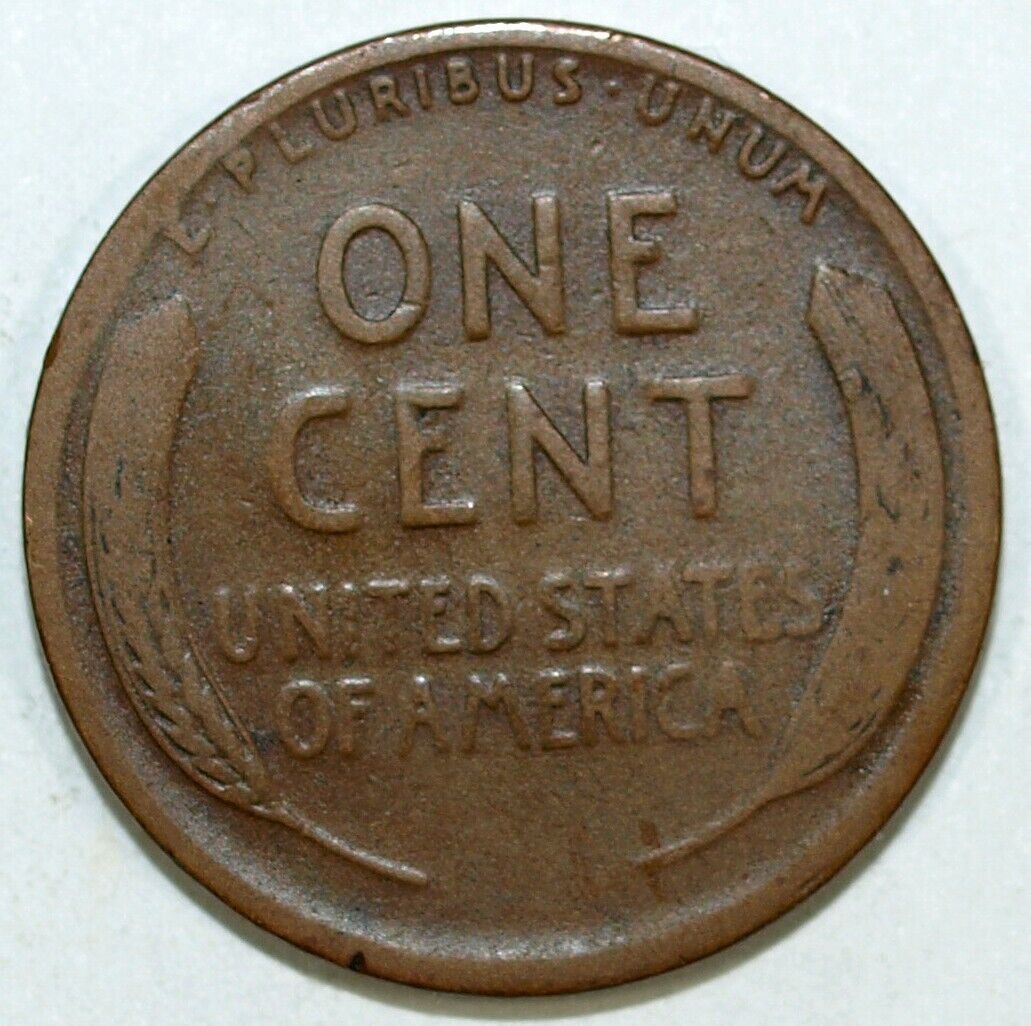 E · PLURIBUS · UNUM
ONE
CENT
UNITED STATES
OF AMERICA